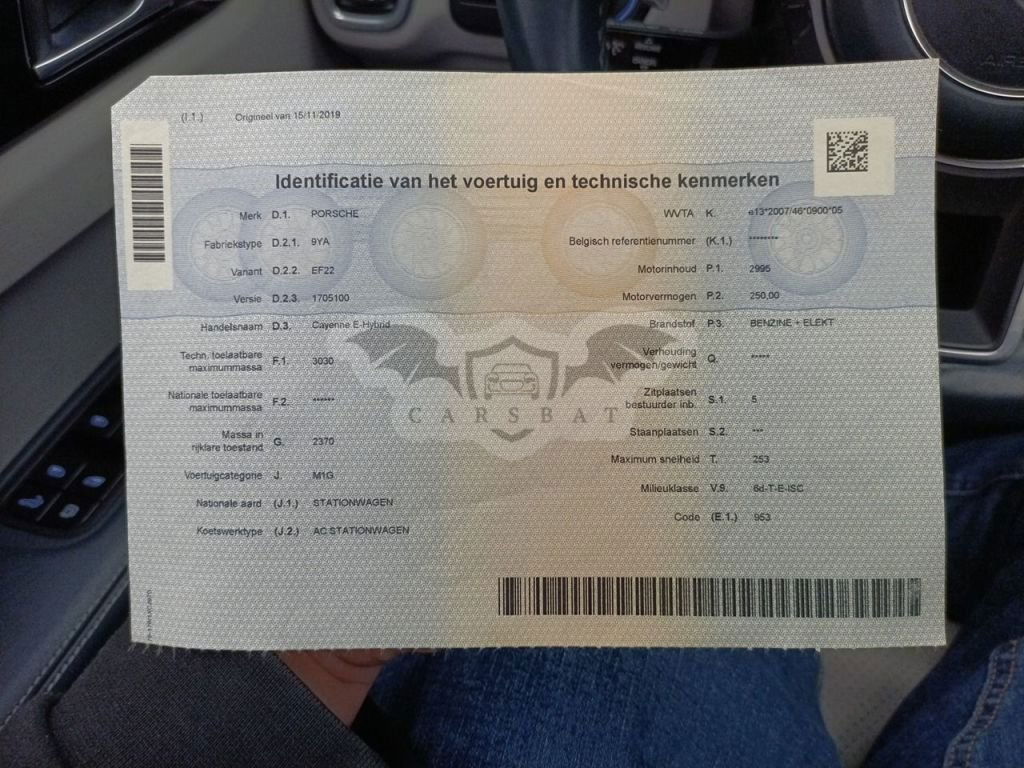 (I.1.) Origineel van 15/11/2019
Identificatie van het voertuig en technische kenmerken
Merk D.1. PORSCHE
Fabriekstype D.2.1. 9YA
Variant D.2.2. EF22
Versie D.2.3. 1705100
Handelsnaam D.3. Cayenne E-Hybrid
Techn. toelaatbare
maximummassa F.1. 3030
Nationale toelaatbare
maximummassa F.2. ******
Massa in
rijklare toestand G. 2370
Voertuigcategorie J. M1G
Nationale aard (J.1.) STATIONWAGEN
Koetswerktype (J.2.) AC STATIONWAGEN
WVTA K. e13*2007/46*0900*05
Belgisch referentienummer (K.1.) ********
Motorinhoud P.1. 2995
Motorvermogen P.2. 250,00
Brandstof P.3. BENZINE + ELEKT
Verhouding
vermogen/gewicht Q. *****
Zitplaatsen
bestuurder inb. S.1. 5
Staanplaatsen S.2. ***
Maximum snelheid T. 253
Milieuklasse V.9. 6d-T-E-ISC
Code (E.1.) 953
CARSBAT